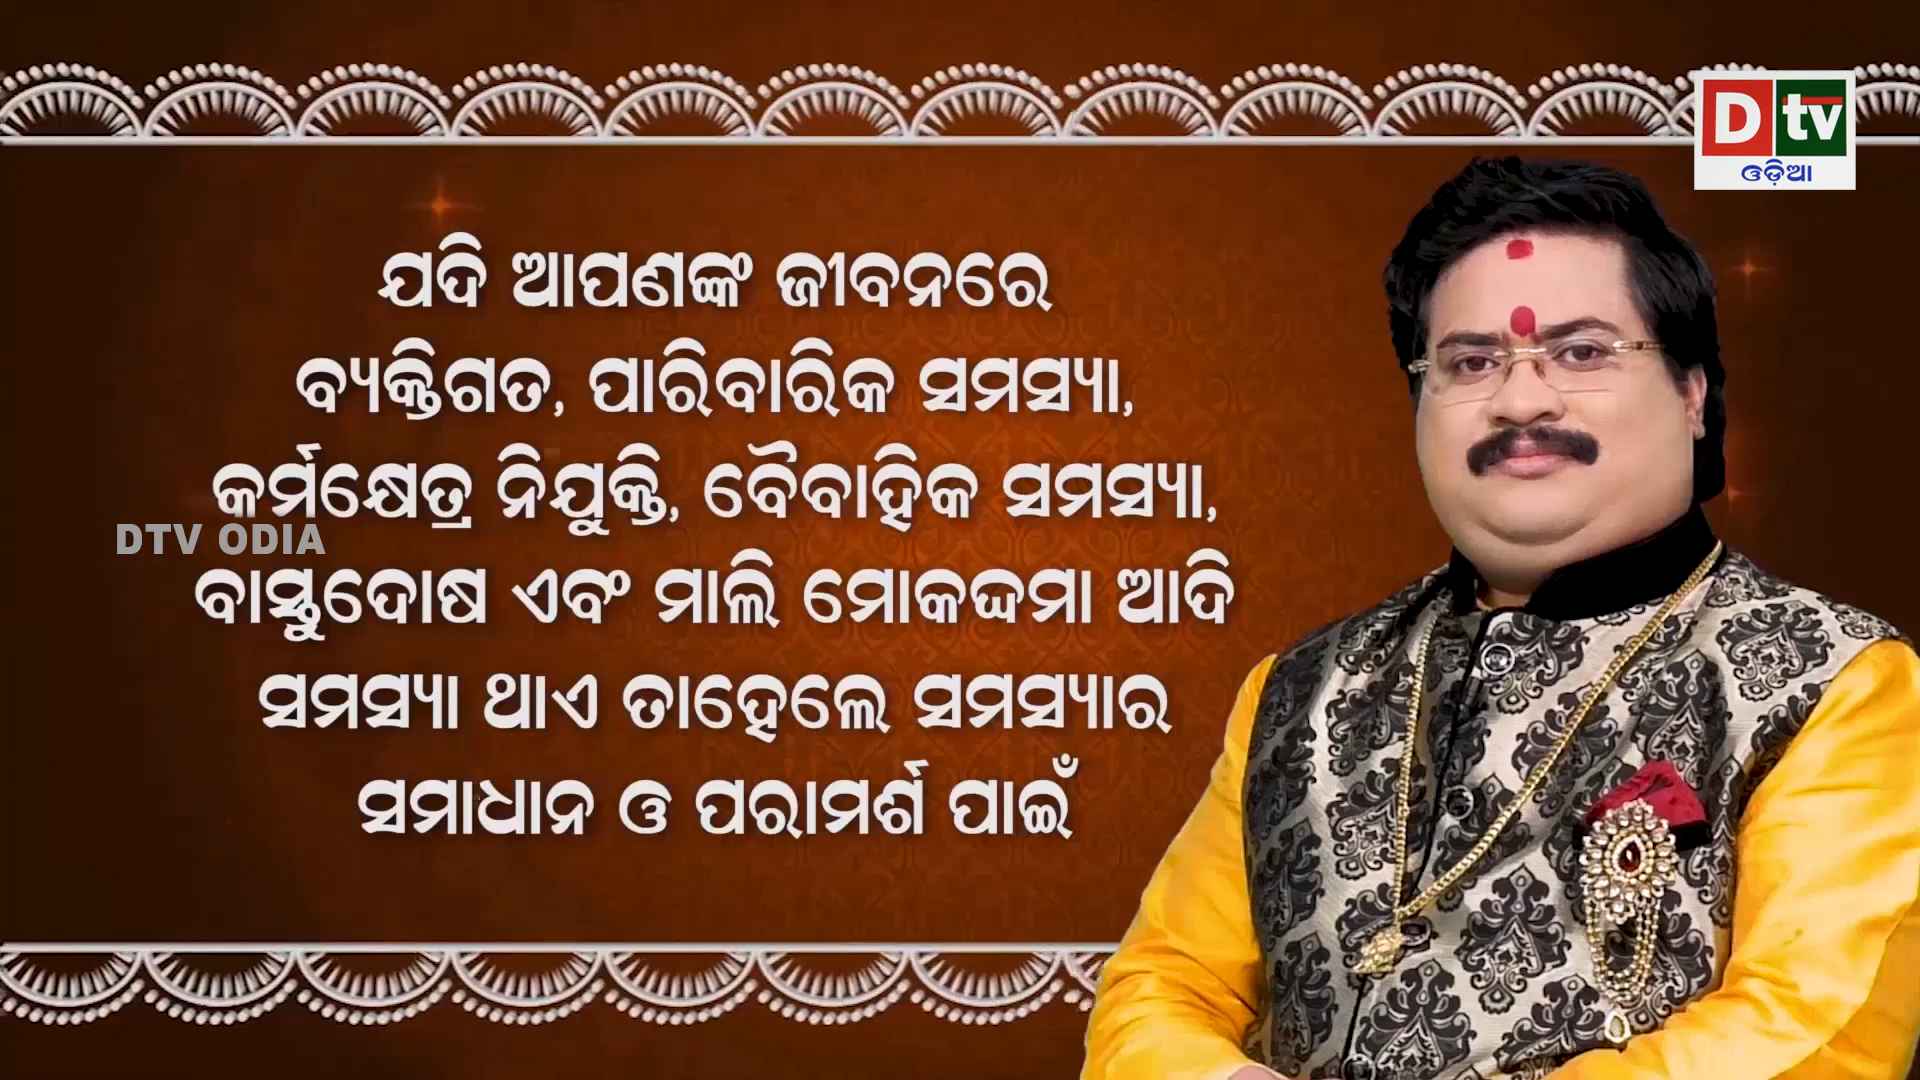 Dtv
ଓଡ଼ିଆ
ଯଦି ଆପଣଙ୍କ ଜୀବନରେ
ବ୍ୟକ୍ତିଗତ, ପାରିବାରିକ ସମସ୍ୟା,
କର୍ମକ୍ଷେତ୍ର ନିଯୁକ୍ତି, ବୈବାହିକ ସମସ୍ୟା,
DTV ODIA
ବାସ୍ତୁଦୋଷ ଏବଂ ମାଲି ମୋକଦ୍ଦମା ଆଦି
ସମସ୍ୟା ଥାଏ ତାହେଲେ ସମସ୍ୟାର
ସମାଧାନ ଓ ପରାମର୍ଶ ପାଇଁ